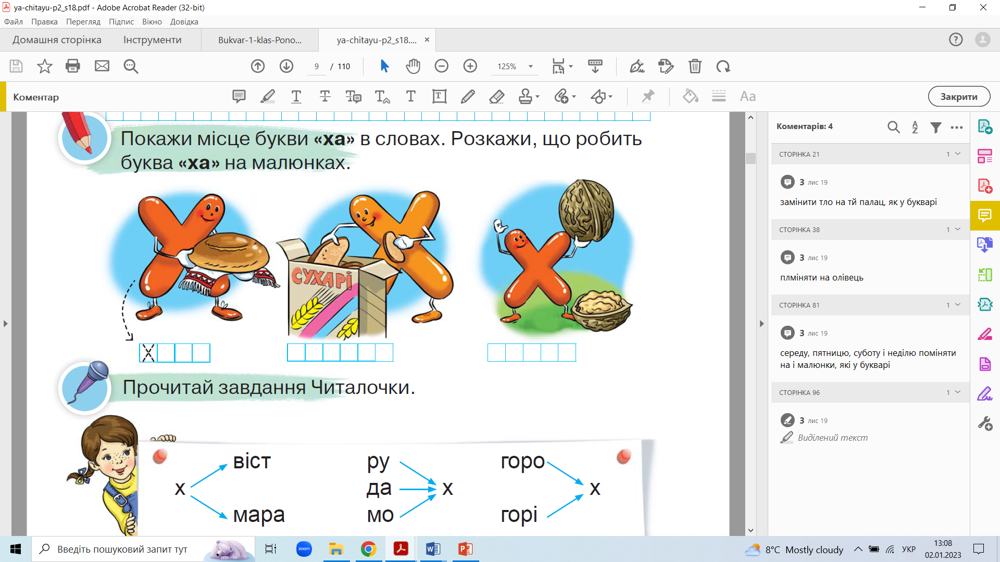 ya-chitayu-p2_s18.pdf - Adobe Acrobat Reader (32-bit)
Файл Правка Перегляд Підпис Вікно Довідка
Домашня сторінка Інструменти Bukvar-1-klas-Pono... ya-chitayu-p2_s18.... ×
9 / 110 125%
Коментар Aa Закрити
Коментарів: 4
Покажи місце букви «ха» в словах. Розкажи, що робить
буква «ха» на малюнках.
СУХАРІ
Х
Прочитай завдання Читалочки.
віст ру горо
х да х х
мара мо горі
СТОРІНКА 21 1
З лис 19
замінити тло на тй палац, як у букварі
СТОРІНКА 38 1
З лис 19
плміняти на олівець
СТОРІНКА 81 1
З лис 19
середу, пятницю, суботу і неділю поміняти
на і малюнки, які у букварі
СТОРІНКА 96 1
З лис 19
Виділений текст
Введіть пошуковий запит тут
zoom
8°C Mostly cloudy УКР 13:08
02.01.2023